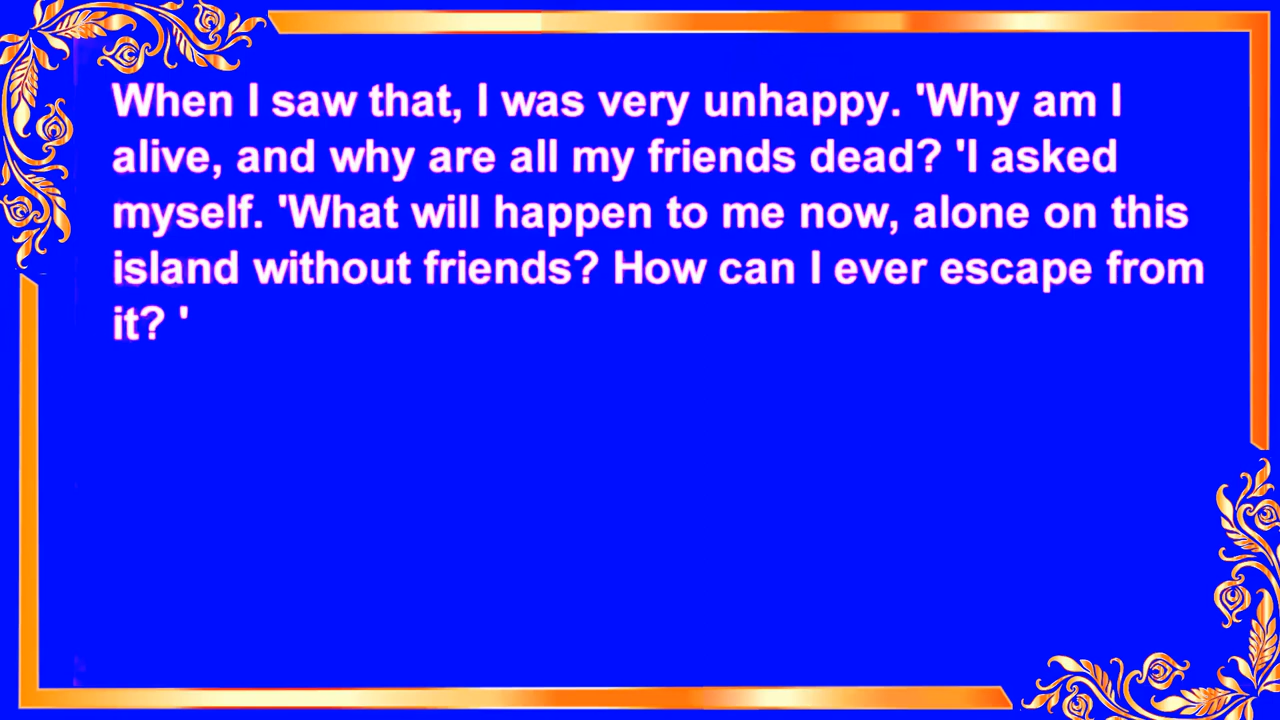 When I saw that, I was very unhappy. 'Why am I
alive, and why are all my friends dead? 'I asked
myself. 'What will happen to me now, alone on this
island without friends? How can I ever escape from
it? '